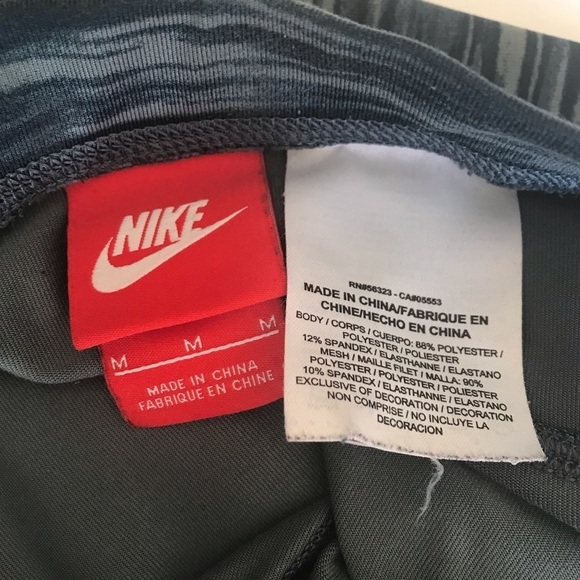 NIKE
M M M
MADE IN CHINA
FABRIQUE EN CHINE
RN#56323 - CA#05553
MADE IN CHINA/FABRIQUE EN
CHINE/HECHO EN CHINA
BODY / CORPS / CUERPO: 88% POLYESTER /
POLYESTER / POLIESTER
12% SPANDEX / ELASTHANNE / ELASTANO
MESH / MAILLE FILET / MALLA: 90%
POLYESTER / POLYESTER / POLIESTER
10% SPANDEX / ELASTHANNE / ELASTANO
EXCLUSIVE OF DECORATION / DECORATION
NON COMPRISE / NO INCLUYE LA
DECORACION